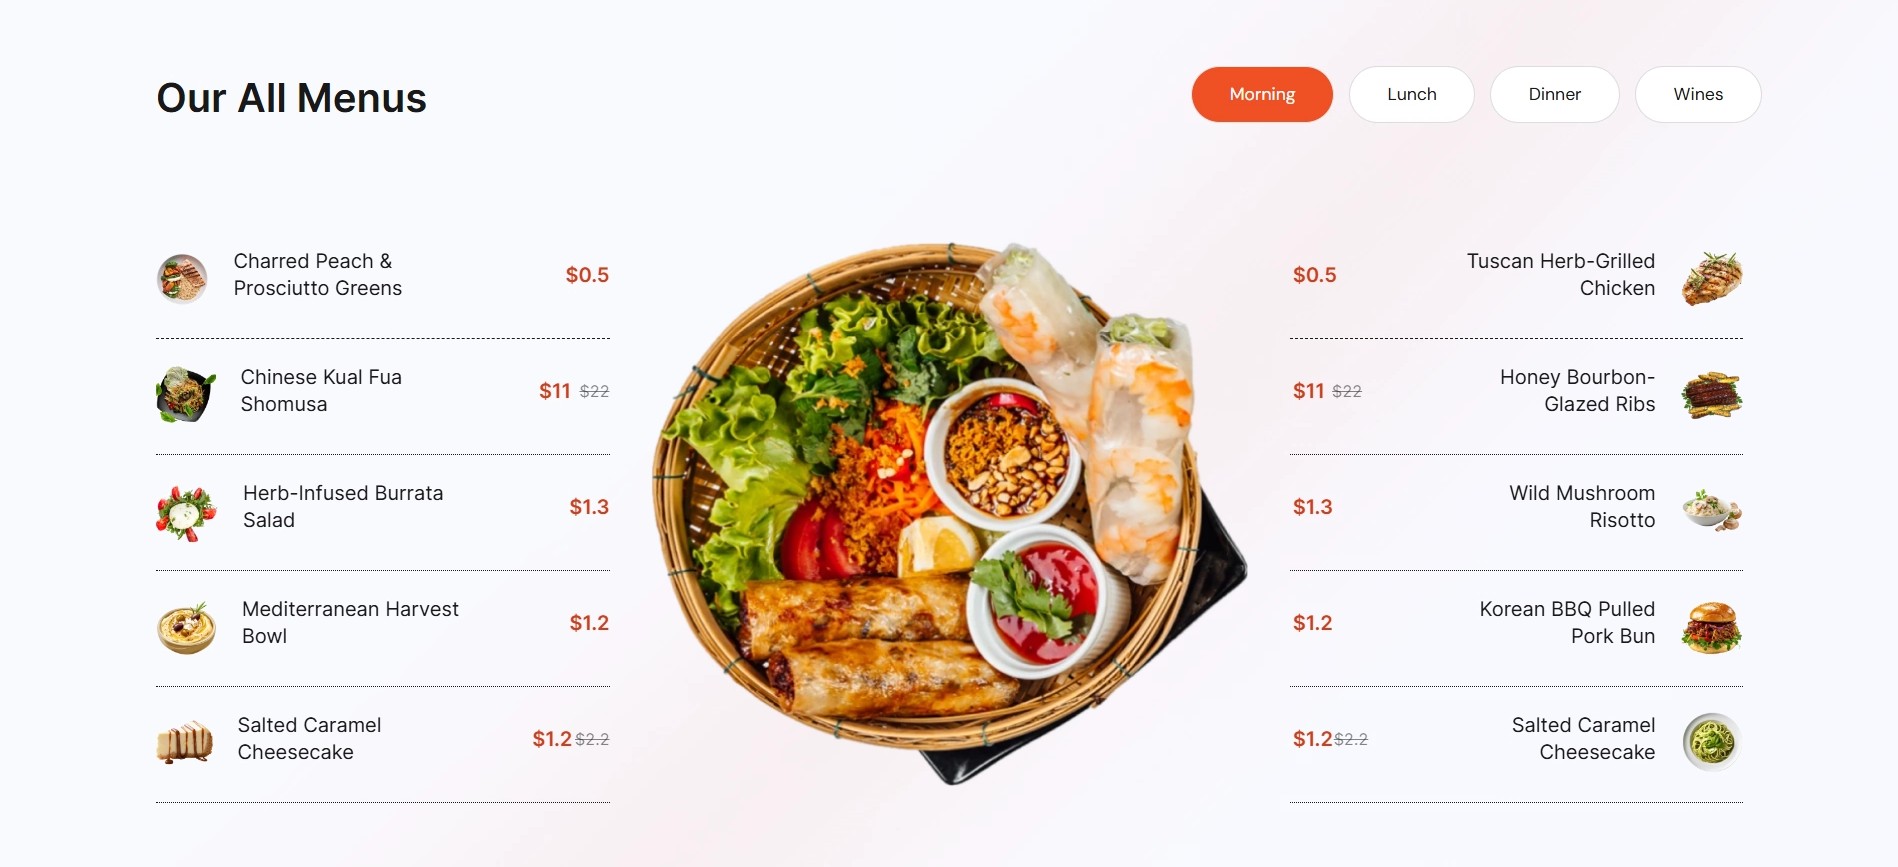 Our All Menus
Morning
Lunch
Dinner
Wines
Charred Peach &
Prosciutto Greens
$0.5
Chinese Kual Fua
Shomusa
$11 $22
Herb-Infused Burrata
Salad
$1.3
Mediterranean Harvest
Bowl
$1.2
Salted Caramel
Cheesecake
$1.2 $2.2
$0.5
Tuscan Herb-Grilled
Chicken
$11 $22
Honey Bourbon-
Glazed Ribs
$1.3
Wild Mushroom
Risotto
$1.2
Korean BBQ Pulled
Pork Bun
$1.2 $2.2
Salted Caramel
Cheesecake